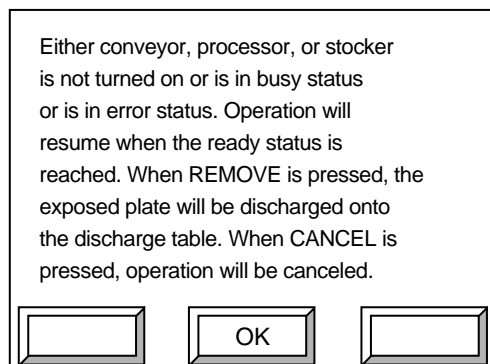 Either conveyor, processor, or stocker
is not turned on or is in busy status
or is in error status. Operation will
resume when the ready status is
reached. When REMOVE is pressed, the
exposed plate will be discharged onto
the discharge table. When CANCEL is
pressed, operation will be canceled.
OK